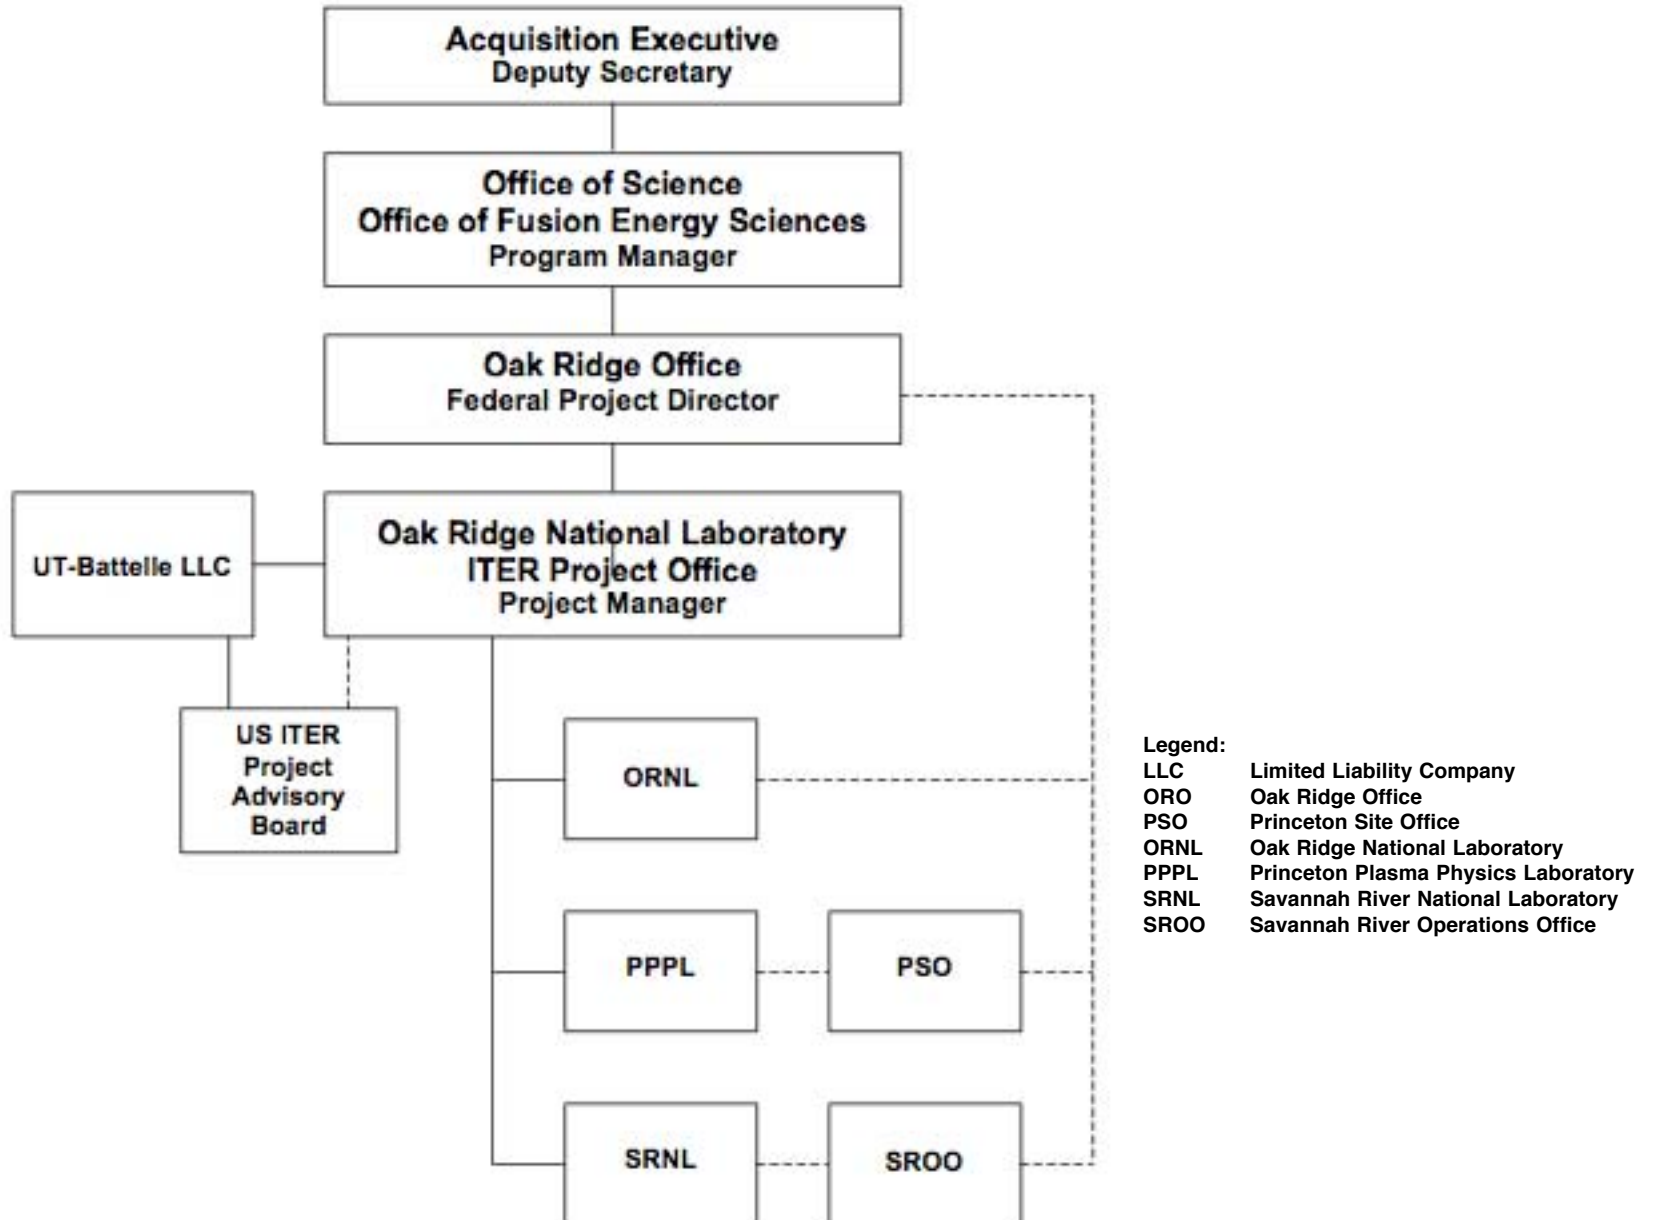 Acquisition Executive
Deputy Secretary
Office of Science
Office of Fusion Energy Sciences
Program Manager
Oak Ridge Office
Federal Project Director
UT-Battelle LLC
Oak Ridge National Laboratory
ITER Project Office
Project Manager
US ITER
Project
Advisory
Board
ORNL
PPPL
PSO
SRNL
SROO
Legend:
LLC Limited Liability Company
ORO Oak Ridge Office
PSO Princeton Site Office
ORNL Oak Ridge National Laboratory
PPPL Princeton Plasma Physics Laboratory
SRNL Savannah River National Laboratory
SROO Savannah River Operations Office